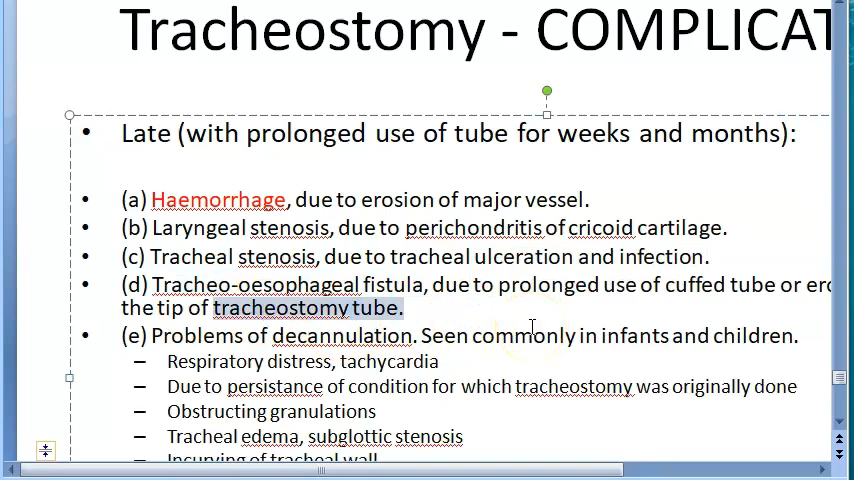 Tracheostomy - COMPLICAT
• Late (with prolonged use of tube for weeks and months):
• (a) Haemorrhage, due to erosion of major vessel.
• (b) Laryngeal stenosis, due to perichondritis of cricoid cartilage.
• (c) Tracheal stenosis, due to tracheal ulceration and infection.
• (d) Tracheo-oesophageal fistula, due to prolonged use of cuffed tube or ero
the tip of tracheostomy tube.
• (e) Problems of decannulation. Seen commonly in infants and children.
– Respiratory distress, tachycardia
– Due to persistance of condition for which tracheostomy was originally done
– Obstructing granulations
– Tracheal edema, subglottic stenosis
– Incurving of tracheal wall